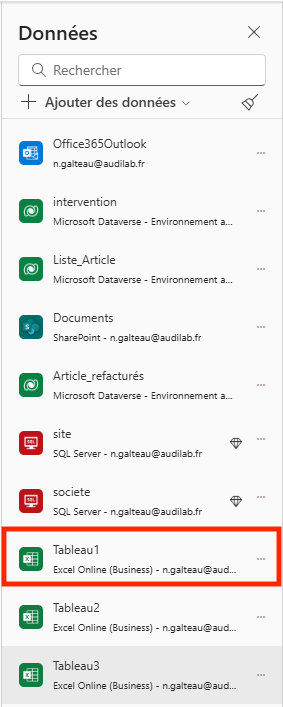 Données
Rechercher
Ajouter des données
Office365Outlook
n.galteau@audilab.fr
intervention
Microsoft Dataverse - Environnement a...
Liste_Article
Microsoft Dataverse - Environnement a...
Documents
SharePoint - n.galteau@audilab.fr
Article_refacturés
Microsoft Dataverse - Environnement a...
SQL
site
SQL Server - n.galteau@audilab.fr
SQL
societe
SQL Server - n.galteau@audilab.fr
Tableau1
Excel Online (Business) - n.galteau@aud...
Tableau2
Excel Online (Business) - n.galteau@aud...
Tableau3
Excel Online (Business) - n.galteau@aud...